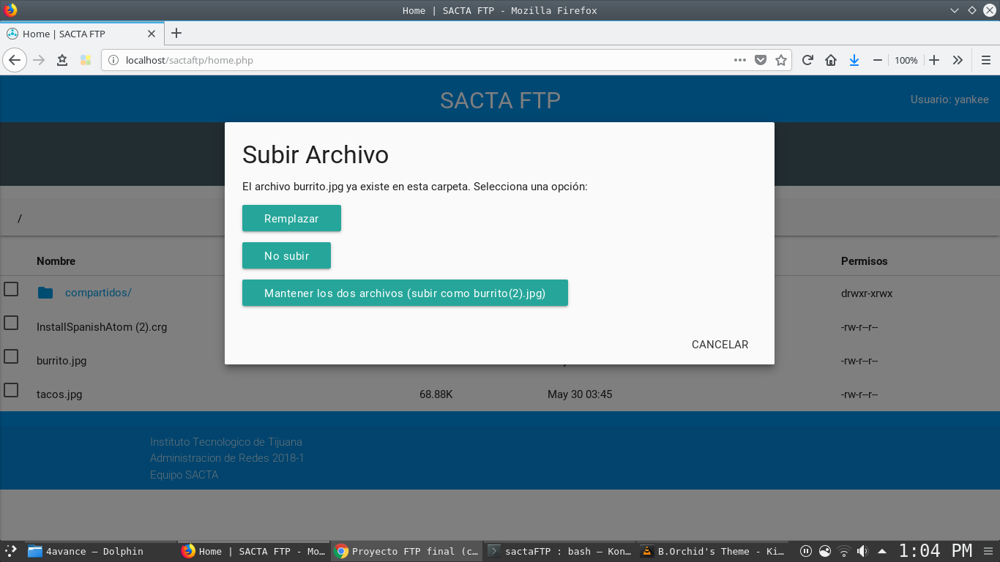 Home | SACTA FTP - Mozilla Firefox
Home | SACTA FTP
localhost/sactaftp/home.php
100%
SACTA FTP
Usuario: yankee
Subir Archivo
El archivo burrito.jpg ya existe en esta carpeta. Selecciona una opción:
Remplazar
No subir
Mantener los dos archivos (subir como burrito(2).jpg)
CANCELAR
/
Nombre Permisos
compartidos/ drwxr-xrwx
InstallSpanishAtom (2).crg -rw-r--r--
burrito.jpg -rw-r--r--
tacos.jpg 68.88K May 30 03:45 -rw-r--r--
Instituto Tecnologico de Tijuana
Administracion de Redes 2018-1
Equipo SACTA
4avance — Dolphin
Home | SACTA FTP - Mo...
Proyecto FTP final (c...
sactaFTP : bash — Kon...
B.Orchid's Theme - Ki...
1:04 PM